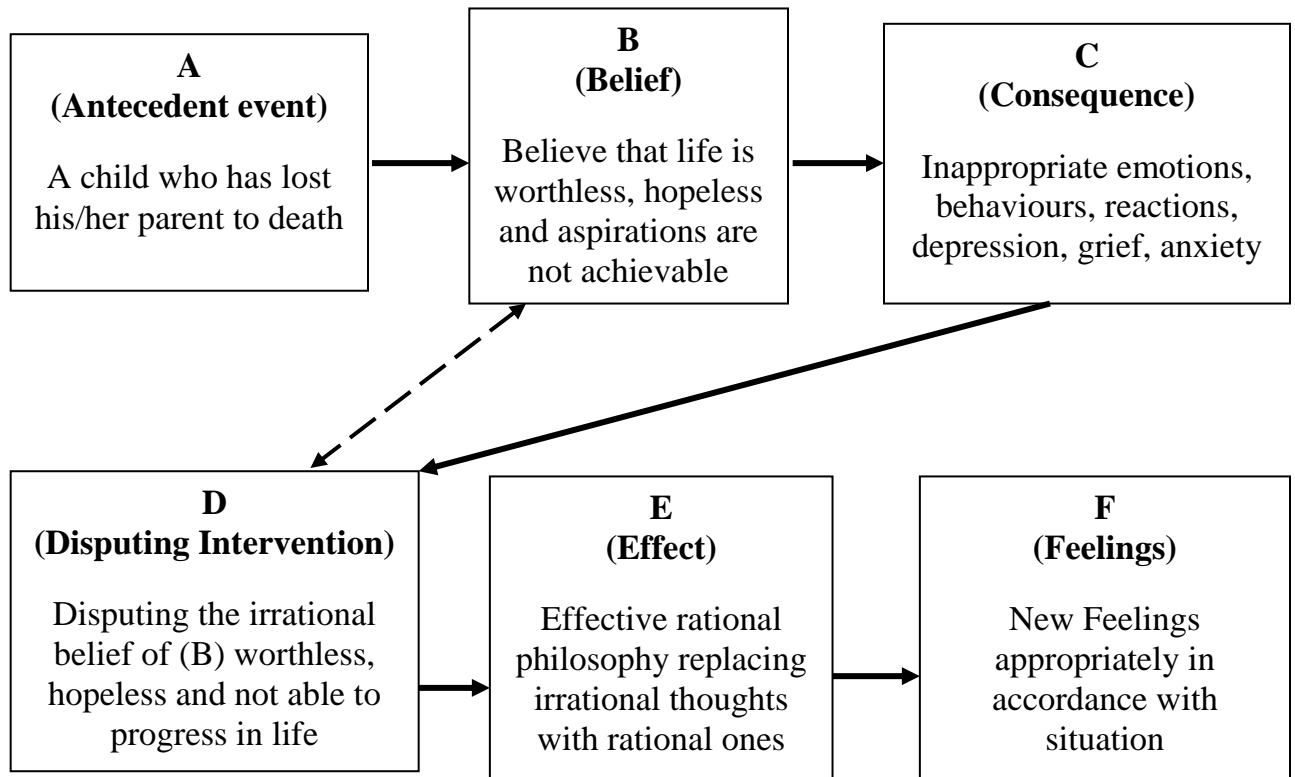 A
(Antecedent event)
A child who has lost
his/her parent to death
B
(Belief)
Believe that life is
worthless, hopeless
and aspirations are
not achievable
C
(Consequence)
Inappropriate emotions,
behaviours, reactions,
depression, grief, anxiety
D
(Disputing Intervention)
Disputing the irrational
belief of (B) worthless,
hopeless and not able to
progress in life
E
(Effect)
Effective rational
philosophy replacing
irrational thoughts
with rational ones
F
(Feelings)
New Feelings
appropriately in
accordance with
situation